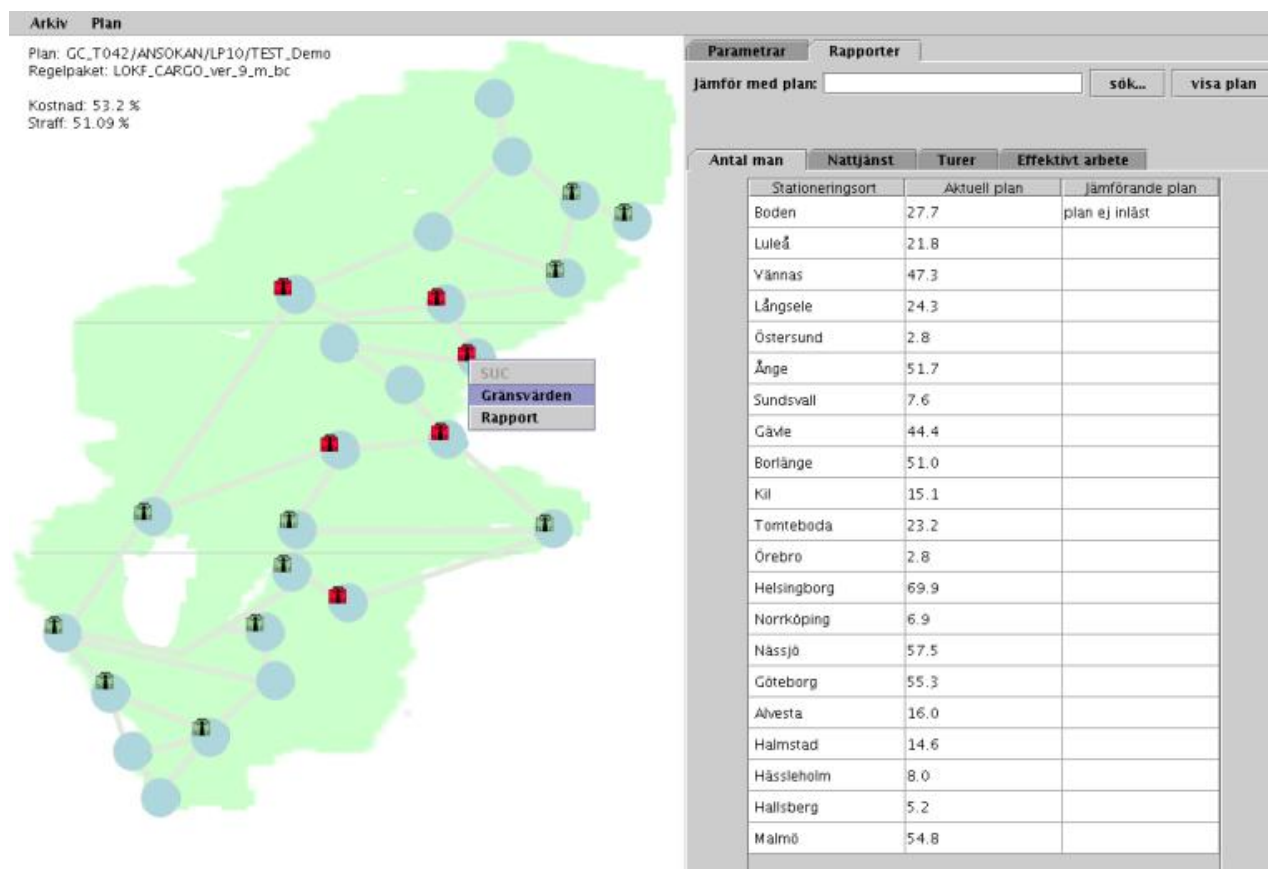 Arkiv Plan
Plan: GC_T042/ANSOKAN/LP10/TEST_Demo
Regelpaket: LOKF_CARGO_ver_9_m_bc
Kostnad: 53.2 %
Straff: 51.09 %
SUC
Gränsvärden
Rapport
Parametrar Rapporter
Jämför med plan: sök... visa plan
Antal man Nattjänst Turer Effektivt arbete
Stationeringsort Aktuell plan Jämförande plan
Boden 27.7 plan ej inläst
Luleå 21.8
Vännas 47.3
Långsele 24.3
Östersund 2.8
Ånge 51.7
Sundsvall 7.6
Gävle 44.4
Borlänge 51.0
Kil 15.1
Tomteboda 23.2
Örebro 2.8
Helsingborg 69.9
Norrköping 6.9
Nässjö 57.5
Göteborg 55.3
Alvesta 16.0
Halmstad 14.6
Hässleholm 8.0
Hallsberg 5.2
Malmö 54.8